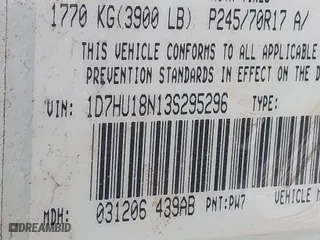 1770 KG(3900 LB) P245/70R17 A/
THIS VEHICLE CONFORMS TO ALL APPLICABLE
PREVENTION STANDARDS IN EFFECT ON THE D
VIN: 1D7HU18N13S295296 TYPE:
MDH: 031206 439AB PNT:PW7 VEHICLE M
DREAMBID